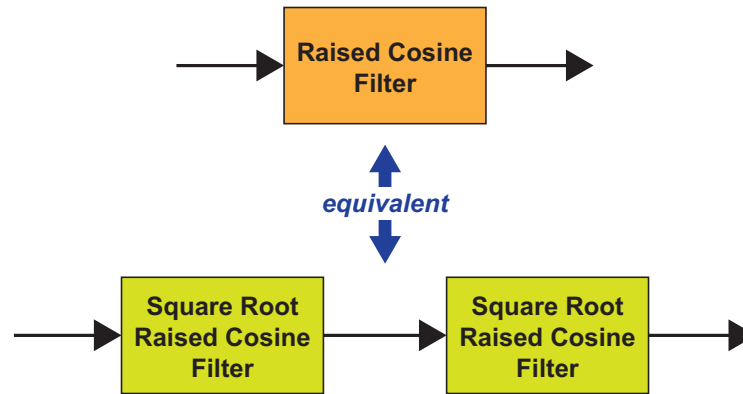 Raised Cosine
Filter
equivalent
Square Root
Raised Cosine
Filter
Square Root
Raised Cosine
Filter